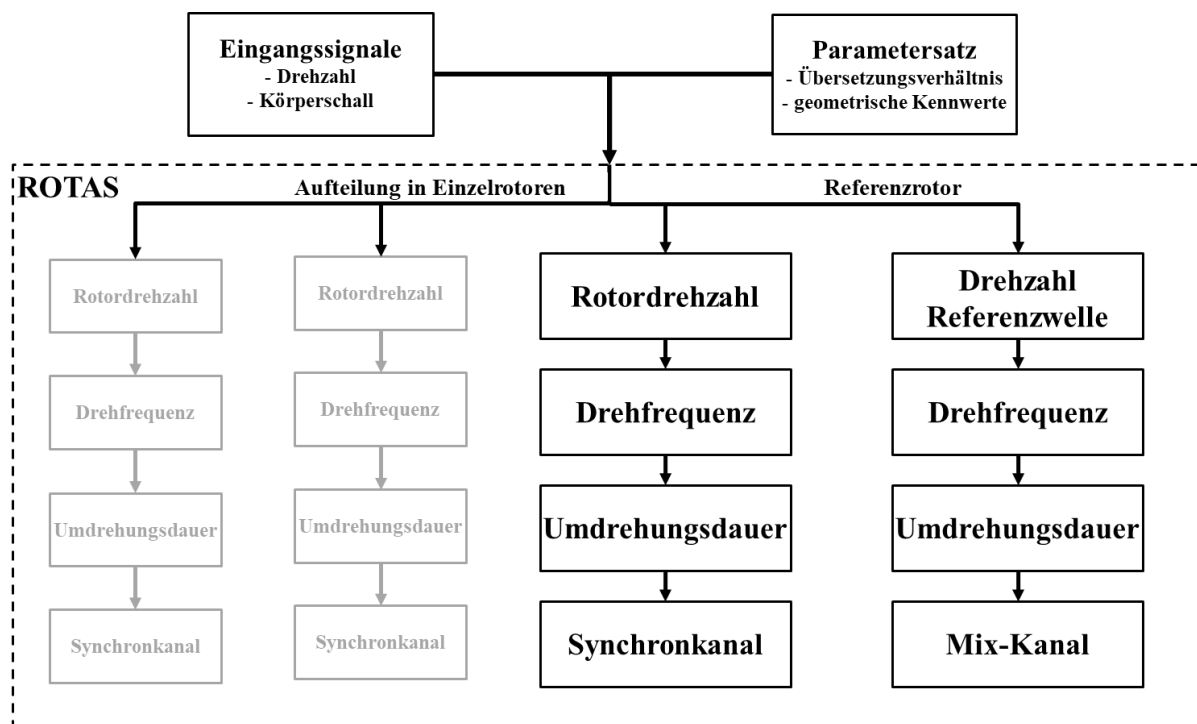 Eingangssignale
- Drehzahl
- Körperschall
Parametersatz
- Übersetzungsverhältnis
- geometrische Kennwerte
ROTAS
Aufteilung in Einzelrotoren
Referenzrotor
Rotordrehzahl
Drehfrequenz
Umdrehungsdauer
Synchronkanal
Rotordrehzahl
Drehfrequenz
Umdrehungsdauer
Synchronkanal
Rotordrehzahl
Drehfrequenz
Umdrehungsdauer
Synchronkanal
Drehzahl
Referenzwelle
Drehfrequenz
Umdrehungsdauer
Mix-Kanal